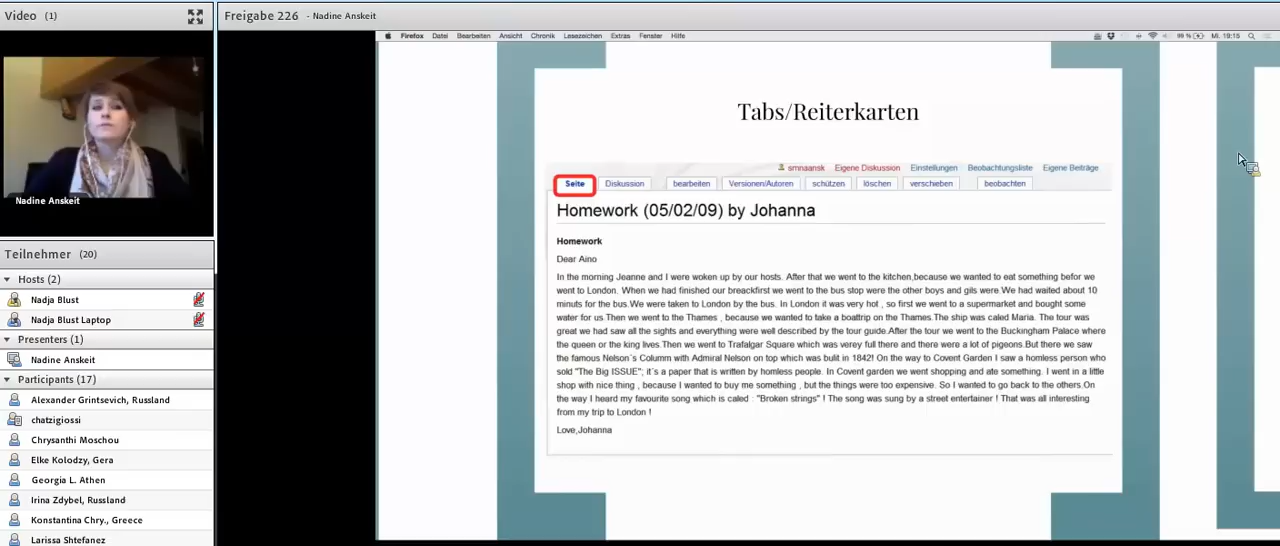 Video (1)
Freigabe 226 - Nadine Anskeit
Firefox Datei Bearbeiten Ansicht Chronik Lesezeichen Extras Fenster Hilfe
99 % Mi. 19:15
Nadine Anskeit
Teilnehmer (20)
Hosts (2)
Nadja Blust
Nadja Blust Laptop
Presenters (1)
Nadine Anskeit
Participants (17)
Alexander Grintsevich, Russland
chatzigiossi
Chrysanthi Moschou
Elke Kolodzy, Gera
Georgia L. Athen
Irina Zdybel, Russland
Konstantina Chry., Greece
Larissa Shtefanez
Tabs/Reiterkarten
smnaansk Eigene Diskussion Einstellungen Beobachtungsliste Eigene Beiträge
Seite Diskussion bearbeiten Versionen/Autoren schützen löschen verschieben beobachten
Homework (05/02/09) by Johanna
Homework
Dear Aino
In the morning Jeanne and I were woken up by our hosts. After that we went to the kitchen,because we wanted to eat something befor we
went to London. When we had finished our breackfirst we went to the bus stop were the other boys and gils were.We had waited about 10
minuts for the bus.We were taken to London by the bus. In London it was very hot , so first we went to a supermarket and bought some
water for us.Then we went to the Thames , because we wanted to take a boattrip on the Thames.The ship was caled Maria. The tour was
great we had saw all the sights and everything were well described by the tour guide.After the tour we went to the Buckingham Palace where
the queen or the king lives.Then we went to Trafalgar Square which was verey full there and there were a lot of pigeons.But there we saw
the famous Nelson`s Columm with Admiral Nelson on top which was bulit in 1842! On the way to Covent Garden I saw a homless person who
sold "The Big ISSUE"; it`s a paper that is written by homless people. In Covent garden we went shopping and ate something. I went in a little
shop with nice thing , because I wanted to buy me something , but the things were too expensive. So I wanted to go back to the others.On
the way I heard my favourite song which is caled : "Broken strings" ! The song was sung by a street entertainer ! That was all interesting
from my trip to London !
Love,Johanna